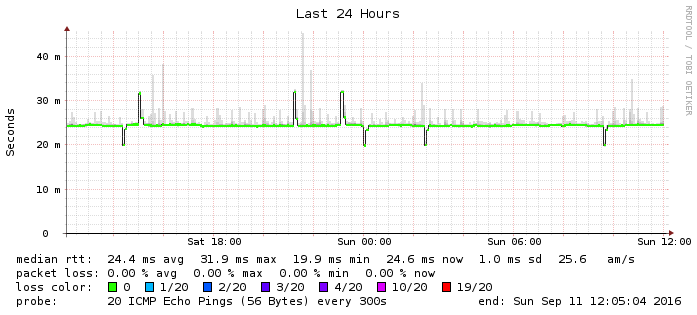 Last 24 Hours
RRDTOOL / TOBI OETIKER
Seconds
40 m
30 m
20 m
10 m
0
Sat 18:00 Sun 00:00 Sun 06:00 Sun 12:00
median rtt: 24.4 ms avg 31.9 ms max 19.9 ms min 24.6 ms now 1.0 ms sd 25.6 am/s
packet loss: 0.00 % avg 0.00 % max 0.00 % min 0.00 % now
loss color: 0 1/20 2/20 3/20 4/20 10/20 19/20
probe: 20 ICMP Echo Pings (56 Bytes) every 300s end: Sun Sep 11 12:05:04 2016